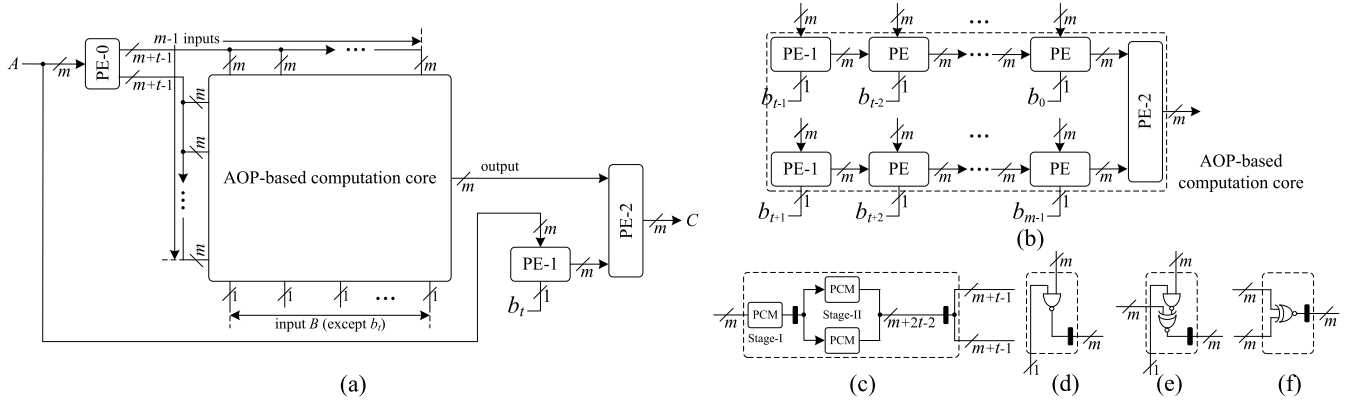 m-1 inputs
A
m
PE-0
m+t-1
m+t-1
m
m
m
m
m
m
AOP-based computation core
output
m
PE-2
m
C
m
PE-1
m
b_t
1
1
1
1
1
input B (except b_t)
(a)
m
m
m
PE-1
m
PE
m
m
PE
m
1
1
1
b_{t-1}
b_{t-2}
b_0
PE-2
m
m
m
m
PE-1
m
PE
m
m
PE
m
1
1
1
b_{t+1}
b_{t+2}
b_{m-1}
AOP-based
computation core
(b)
m
PCM
Stage-I
PCM
Stage-II
PCM
m+2t-2
m+t-1
m+t-1
(c)
m
m
1
(d)
m
m
m
1
(e)
m
m
m
(f)